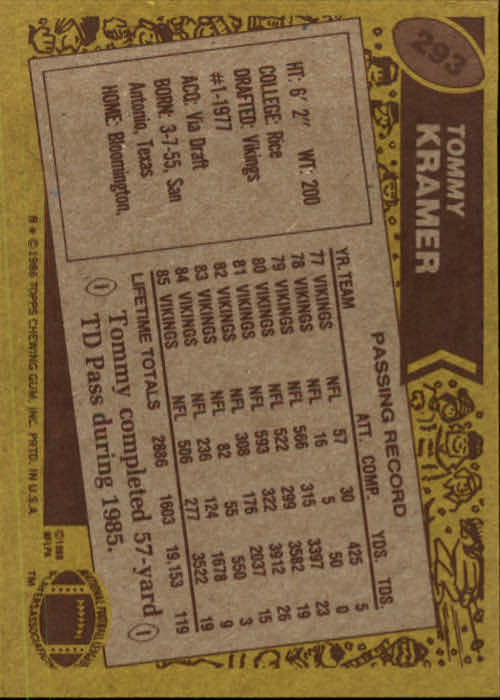 293
TOMMY
KRAMER
HT: 6' 2" WT: 200
COLLEGE: Rice
DRAFTED: Vikings
#1-1977
ACQ: Via Draft
BORN: 3-7-55, San
Antonio, Texas
HOME: Bloomington,
PASSING RECORD
YR. TEAM ATT. COMP. YDS. TDS.
77 VIKINGS NFL 57 30 425 5
78 VIKINGS NFL 16 5 50 0
79 VIKINGS NFL 566 315 3397 23
80 VIKINGS NFL 522 299 3582 19
81 VIKINGS NFL 593 322 3912 26
82 VIKINGS NFL 308 176 2037 15
83 VIKINGS NFL 82 55 550 3
84 VIKINGS NFL 236 124 1678 9
85 VIKINGS NFL 506 277 3522 19
LIFETIME TOTALS 2886 1603 19,153 119
Tommy completed 57-yard
TD Pass during 1985.
© 1986 TOPPS CHEWING GUM, INC. PRTD. IN U.S.A.
© 1986
NFLPA
TM